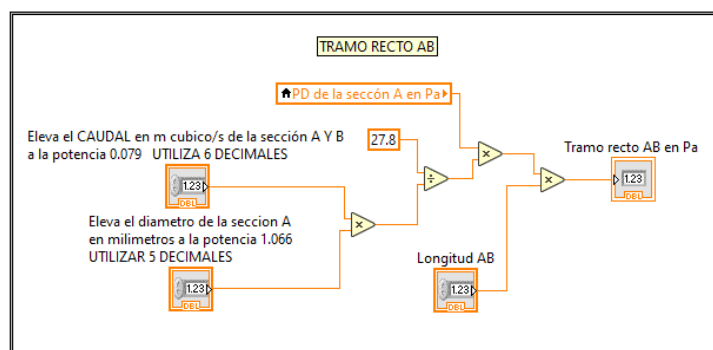 TRAMO RECTO AB
PD de la seccón A en Pa
Eleva el CAUDAL en m cubico/s de la sección A Y B
a la potencia 0.079 UTILIZA 6 DECIMALES
27.8
Tramo recto AB en Pa
1.23
DBL
1.23
DBL
Eleva el diametro de la seccion A
en milimetros a la potencia 1.066
UTILIZAR 5 DECIMALES
Longitud AB
1.23
DBL
1.23
DBL